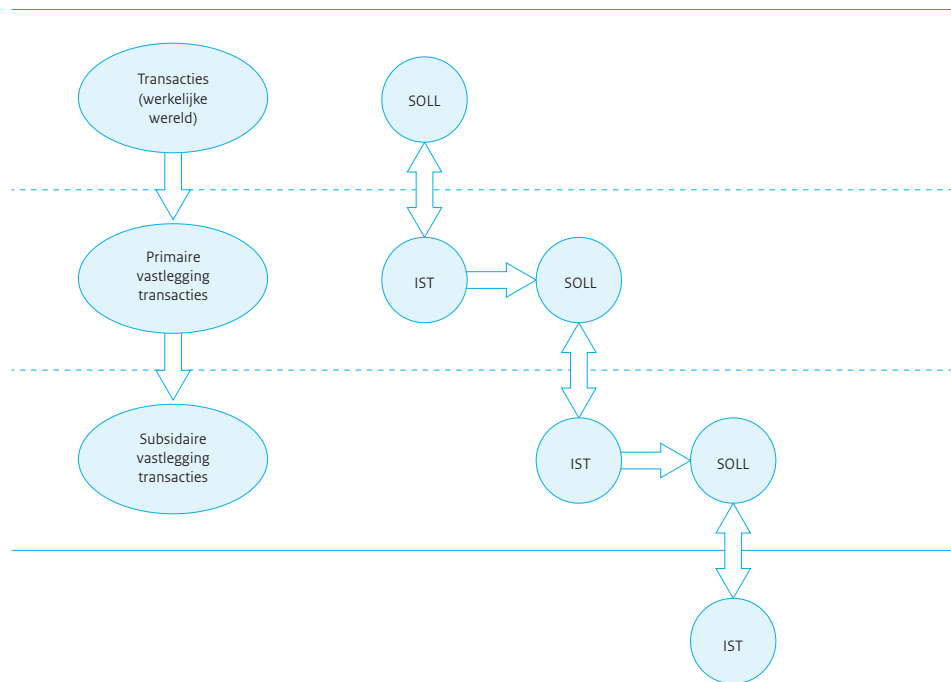 Transacties
(werkelijke
wereld)
SOLL
Primaire
vastlegging
transacties
IST
SOLL
Subsidaire
vastlegging
transacties
IST
SOLL
IST